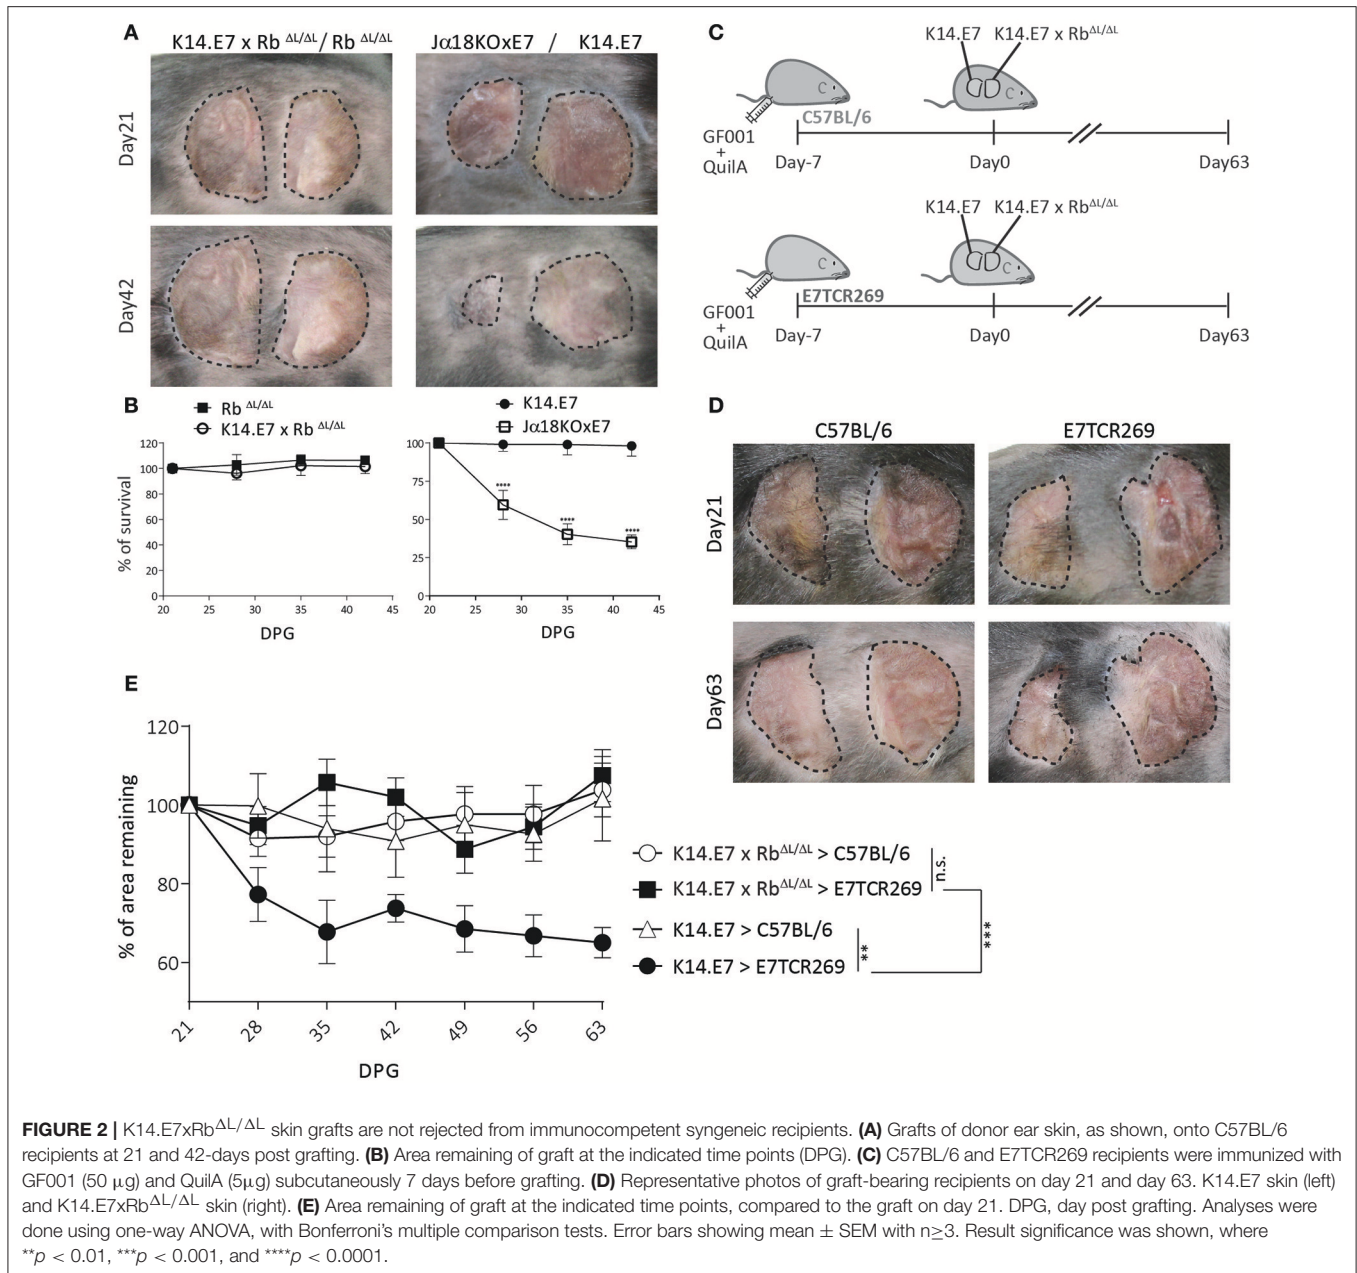 A
K14.E7 x Rb ΔL/ΔL / Rb ΔL/ΔL
Jα18KOxE7 / K14.E7
Day21
Day42
B
Rb ΔL/ΔL
K14.E7 x Rb ΔL/ΔL
% of survival
120
100
80
60
40
20
0
20 25 30 35 40 45
DPG
K14.E7
Jα18KOxE7
100
75
50
25
0
****
****
****
20 25 30 35 40 45
DPG
C
K14.E7 K14.E7 x RbΔL/ΔL
C
C
C57BL/6
GF001
+
QuilA
Day-7 Day0 Day63
K14.E7 K14.E7 x RbΔL/ΔL
C
C
E7TCR269
GF001
+
QuilA
Day-7 Day0 Day63
D
C57BL/6 E7TCR269
Day21
Day63
E
% of area remaining
120
100
80
60
21 28 35 42 49 56 63
DPG
K14.E7 x RbΔL/ΔL > C57BL/6
K14.E7 x RbΔL/ΔL > E7TCR269
K14.E7 > C57BL/6
K14.E7 > E7TCR269
n.s.
**
***
FIGURE 2 | K14.E7xRbΔL/ΔL skin grafts are not rejected from immunocompetent syngeneic recipients. (A) Grafts of donor ear skin, as shown, onto C57BL/6
recipients at 21 and 42-days post grafting. (B) Area remaining of graft at the indicated time points (DPG). (C) C57BL/6 and E7TCR269 recipients were immunized with
GF001 (50 μg) and QuilA (5μg) subcutaneously 7 days before grafting. (D) Representative photos of graft-bearing recipients on day 21 and day 63. K14.E7 skin (left)
and K14.E7xRbΔL/ΔL skin (right). (E) Area remaining of graft at the indicated time points, compared to the graft on day 21. DPG, day post grafting. Analyses were
done using one-way ANOVA, with Bonferroni's multiple comparison tests. Error bars showing mean ± SEM with n≥3. Result significance was shown, where
**p < 0.01, ***p < 0.001, and ****p < 0.0001.